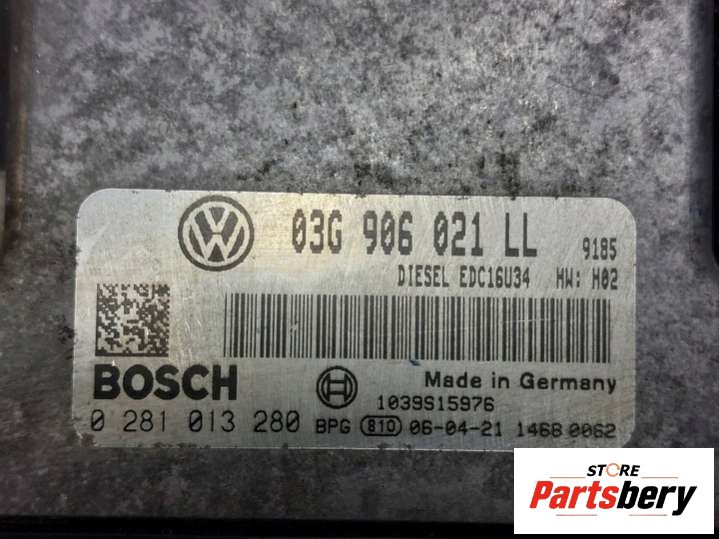 03G 906 021 LL 9185
DIESEL EDC16U34 HW: H02
BOSCH
Made in Germany
1039S15976
0 281 013 280 BPG 810 06-04-21 1468 0062
STORE
Partsbery